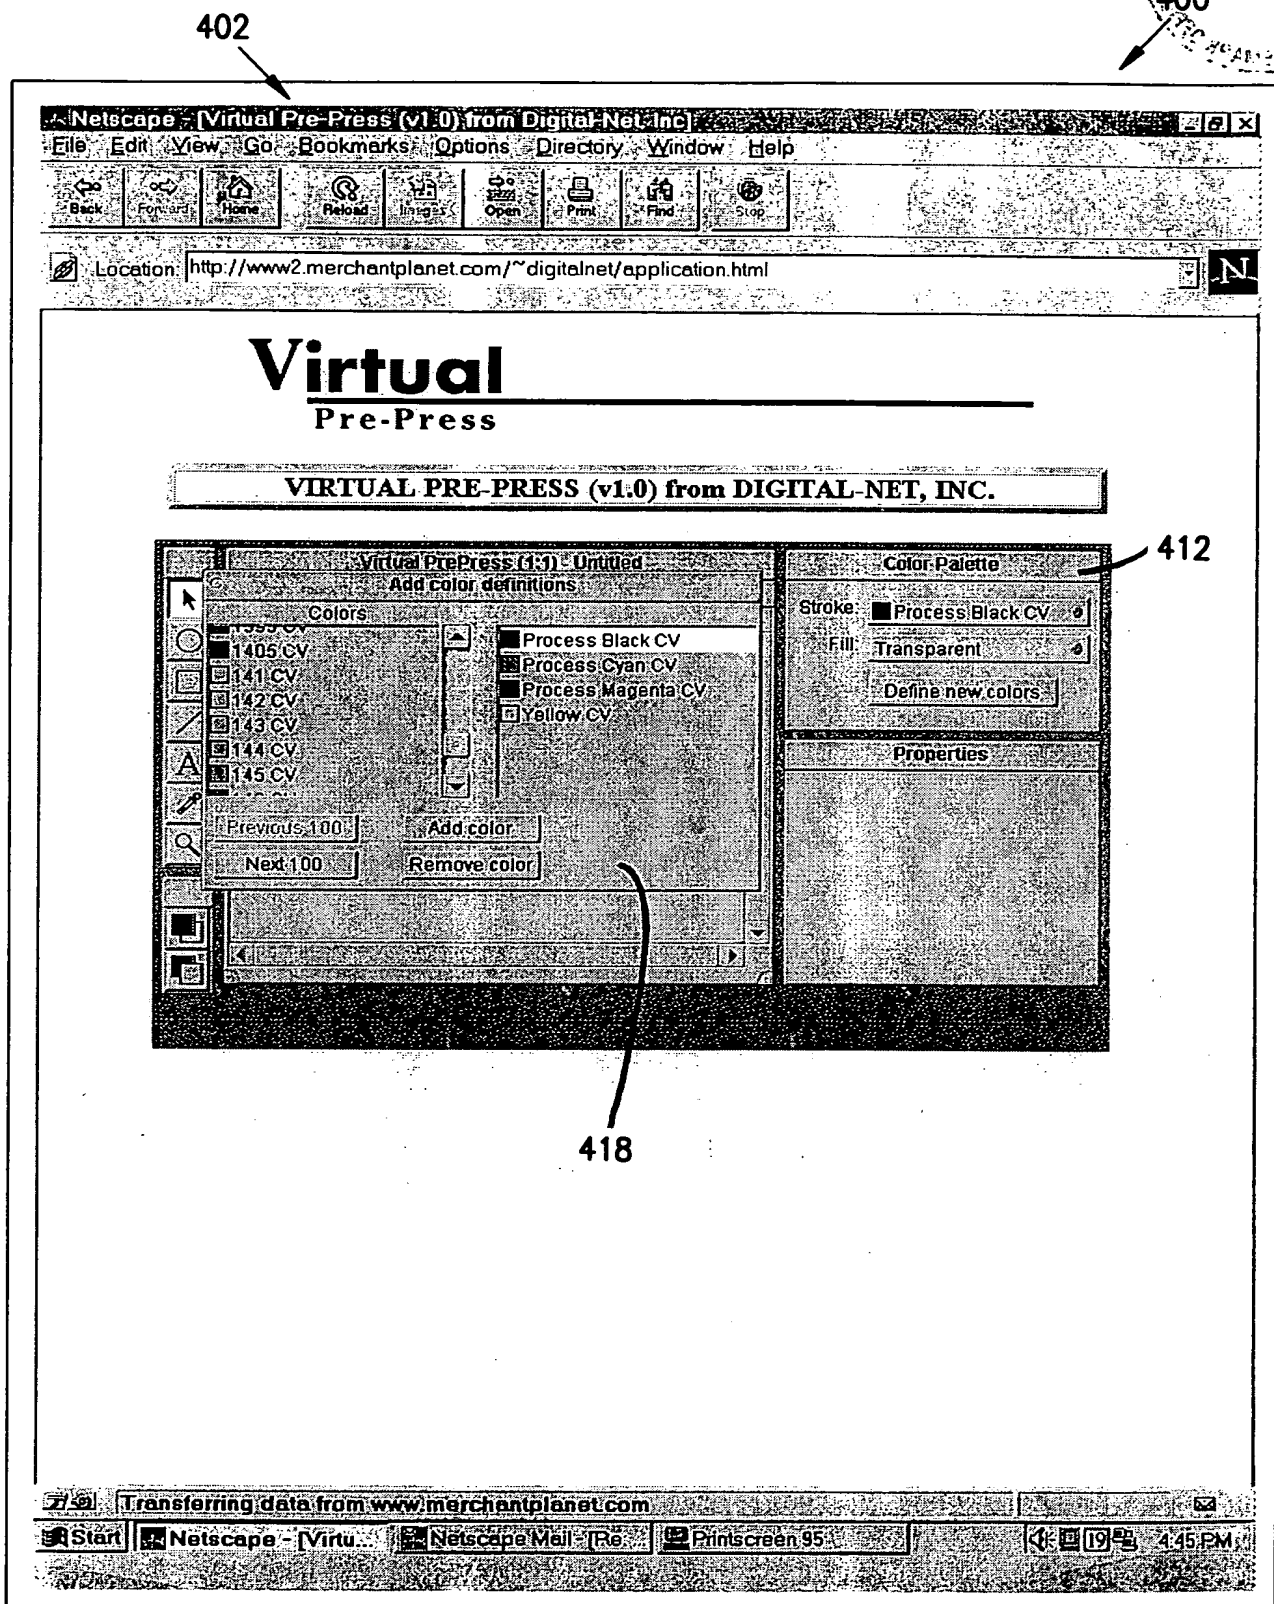 402
400
Netscape - [Virtual Pre-Press (v1.0) from Digital-Net, Inc]
File Edit View Go Bookmarks Options Directory Window Help
Back Forward Home Reload Images Open Print Find Stop
Location: http://www2.merchantplanet.com/~digitalnet/application.html
N
Virtual
Pre-Press
VIRTUAL PRE-PRESS (v1.0) from DIGITAL-NET, INC.
412
Virtual PrePress (1:1) - Untitled
Add color definitions
Colors
1395 CV
1405 CV
141 CV
142 CV
143 CV
144 CV
145 CV
Process Black CV
Process Cyan CV
Process Magenta CV
Yellow CV
Previous 100
Add color
Next 100
Remove color
A
Color Palette
Stroke: Process Black CV
Fill: Transparent
Define new colors
Properties
418
Transferring data from www.merchantplanet.com
Start Netscape - [Virtu... Netscape Mail - [Re... Printscreen 95 19 4:45 PM